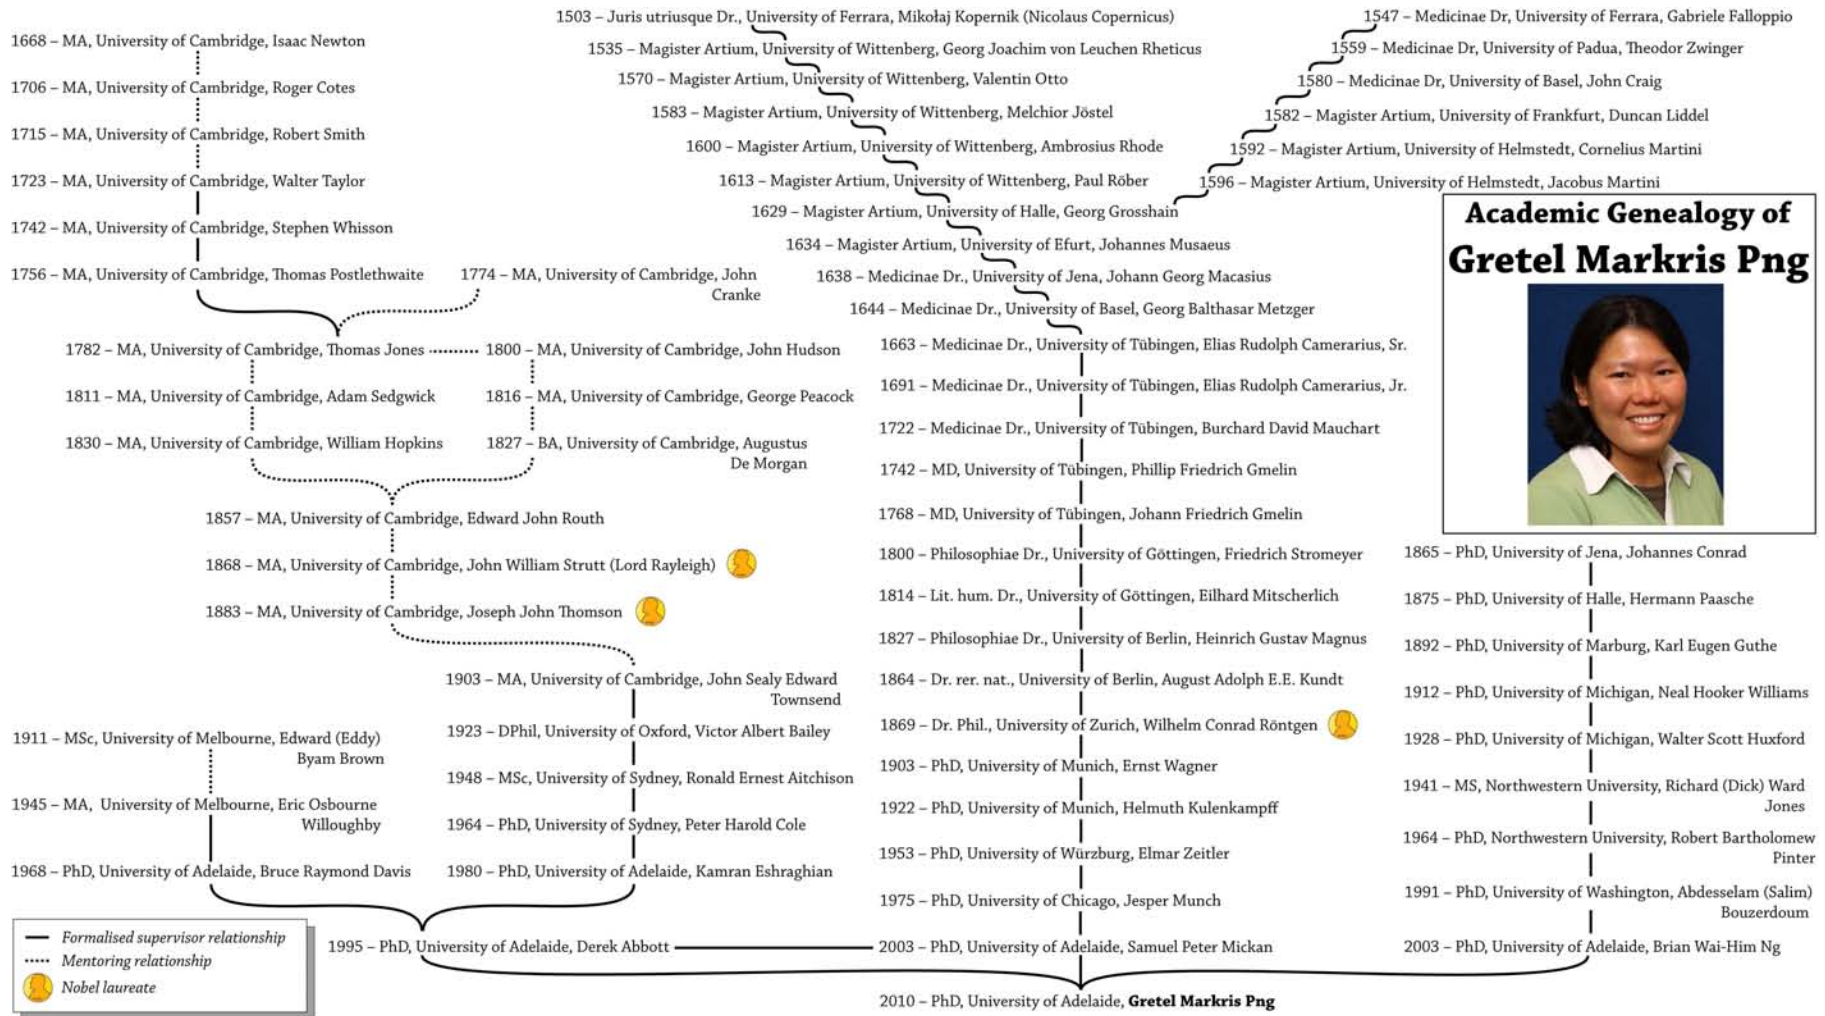 1668 – MA, University of Cambridge, Isaac Newton
1706 – MA, University of Cambridge, Roger Cotes
1715 – MA, University of Cambridge, Robert Smith
1723 – MA, University of Cambridge, Walter Taylor
1742 – MA, University of Cambridge, Stephen Whisson
1756 – MA, University of Cambridge, Thomas Postlethwaite
1774 – MA, University of Cambridge, John
Cranke
1782 – MA, University of Cambridge, Thomas Jones
1800 – MA, University of Cambridge, John Hudson
1811 – MA, University of Cambridge, Adam Sedgwick
1816 – MA, University of Cambridge, George Peacock
1830 – MA, University of Cambridge, William Hopkins
1827 – BA, University of Cambridge, Augustus
De Morgan
1857 – MA, University of Cambridge, Edward John Routh
1868 – MA, University of Cambridge, John William Strutt (Lord Rayleigh)
1883 – MA, University of Cambridge, Joseph John Thomson
1903 – MA, University of Cambridge, John Sealy Edward
Townsend
1923 – DPhil, University of Oxford, Victor Albert Bailey
1948 – MSc, University of Sydney, Ronald Ernest Aitchison
1964 – PhD, University of Sydney, Peter Harold Cole
1980 – PhD, University of Adelaide, Kamran Eshraghian
1911 – MSc, University of Melbourne, Edward (Eddy)
Byam Brown
1945 – MA, University of Melbourne, Eric Osbourne
Willoughby
1968 – PhD, University of Adelaide, Bruce Raymond Davis
1995 – PhD, University of Adelaide, Derek Abbott
Formalised supervisor relationship
Mentoring relationship
Nobel laureate
1503 – Juris utriusque Dr., University of Ferrara, Mikołaj Kopernik (Nicolaus Copernicus)
1535 – Magister Artium, University of Wittenberg, Georg Joachim von Leuchen Rheticus
1570 – Magister Artium, University of Wittenberg, Valentin Otto
1583 – Magister Artium, University of Wittenberg, Melchior Jöstel
1600 – Magister Artium, University of Wittenberg, Ambrosius Rhode
1613 – Magister Artium, University of Wittenberg, Paul Röber
1629 – Magister Artium, University of Halle, Georg Grosshain
1634 – Magister Artium, University of Efurt, Johannes Musaeus
1638 – Medicinae Dr., University of Jena, Johann Georg Macasius
1644 – Medicinae Dr., University of Basel, Georg Balthasar Metzger
1663 – Medicinae Dr., University of Tübingen, Elias Rudolph Camerarius, Sr.
1691 – Medicinae Dr., University of Tübingen, Elias Rudolph Camerarius, Jr.
1722 – Medicinae Dr., University of Tübingen, Burchard David Mauchart
1742 – MD, University of Tübingen, Phillip Friedrich Gmelin
1768 – MD, University of Tübingen, Johann Friedrich Gmelin
1800 – Philosophiae Dr., University of Göttingen, Friedrich Stromeyer
1814 – Lit. hum. Dr., University of Göttingen, Eilhard Mitscherlich
1827 – Philosophiae Dr., University of Berlin, Heinrich Gustav Magnus
1864 – Dr. rer. nat., University of Berlin, August Adolph E.E. Kundt
1869 – Dr. Phil., University of Zurich, Wilhelm Conrad Röntgen
1903 – PhD, University of Munich, Ernst Wagner
1922 – PhD, University of Munich, Helmuth Kulenkampff
1953 – PhD, University of Würzburg, Elmar Zeitler
1975 – PhD, University of Chicago, Jesper Munch
2003 – PhD, University of Adelaide, Samuel Peter Mickan
2010 – PhD, University of Adelaide, Gretel Markris Png
1547 – Medicinae Dr, University of Ferrara, Gabriele Falloppio
1559 – Medicinae Dr, University of Padua, Theodor Zwinger
1580 – Medicinae Dr, University of Basel, John Craig
1582 – Magister Artium, University of Frankfurt, Duncan Liddel
1592 – Magister Artium, University of Helmstedt, Cornelius Martini
1596 – Magister Artium, University of Helmstedt, Jacobus Martini
Academic Genealogy of
Gretel Markris Png
1865 – PhD, University of Jena, Johannes Conrad
1875 – PhD, University of Halle, Hermann Paasche
1892 – PhD, University of Marburg, Karl Eugen Guthe
1912 – PhD, University of Michigan, Neal Hooker Williams
1928 – PhD, University of Michigan, Walter Scott Huxford
1941 – MS, Northwestern University, Richard (Dick) Ward
Jones
1964 – PhD, Northwestern University, Robert Bartholomew
Pinter
1991 – PhD, University of Washington, Abdesselam (Salim)
Bouzerdoum
2003 – PhD, University of Adelaide, Brian Wai-Him Ng